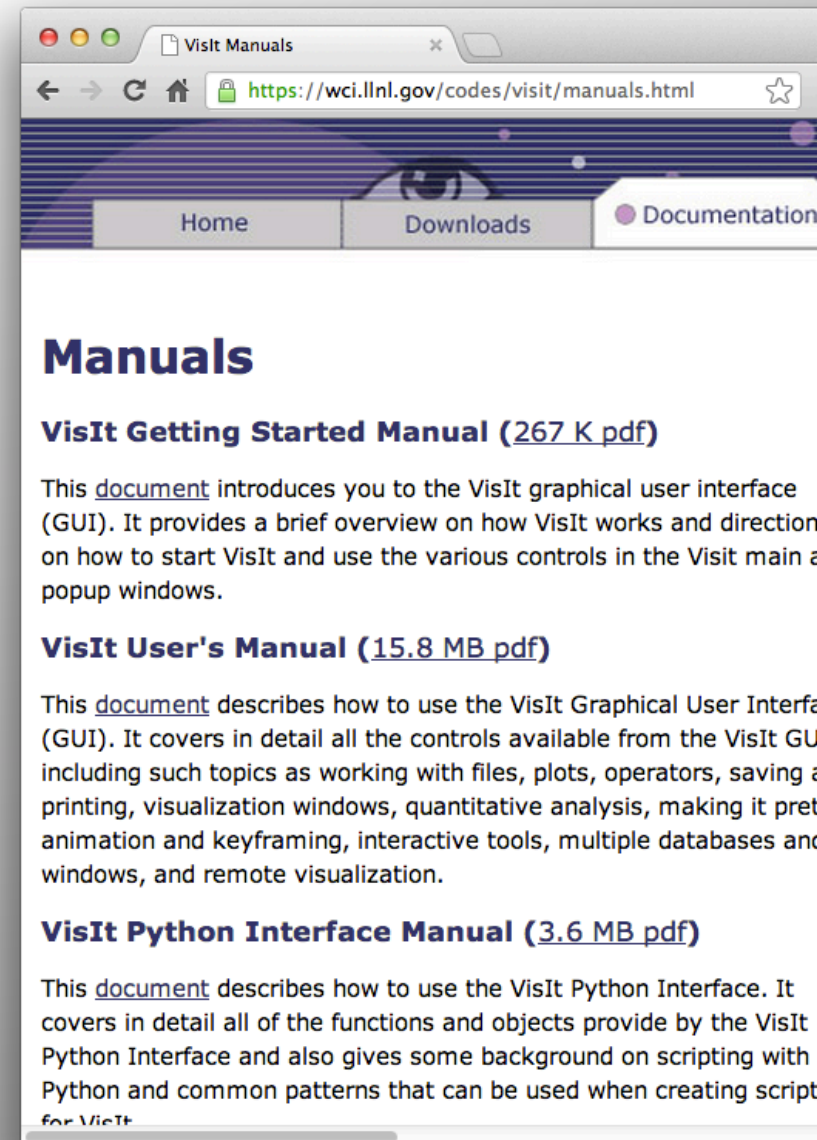 VisIt Manuals
https://wci.llnl.gov/codes/visit/manuals.html
Home Downloads Documentation
Manuals
VisIt Getting Started Manual (267 K pdf)
This document introduces you to the VisIt graphical user interface
(GUI). It provides a brief overview on how VisIt works and direction
on how to start VisIt and use the various controls in the Visit main
popup windows.
VisIt User's Manual (15.8 MB pdf)
This document describes how to use the VisIt Graphical User Interfa
(GUI). It covers in detail all the controls available from the VisIt GU
including such topics as working with files, plots, operators, saving
printing, visualization windows, quantitative analysis, making it pret
animation and keyframing, interactive tools, multiple databases and
windows, and remote visualization.
VisIt Python Interface Manual (3.6 MB pdf)
This document describes how to use the VisIt Python Interface. It
covers in detail all of the functions and objects provide by the VisIt
Python Interface and also gives some background on scripting with
Python and common patterns that can be used when creating script
for VisIt